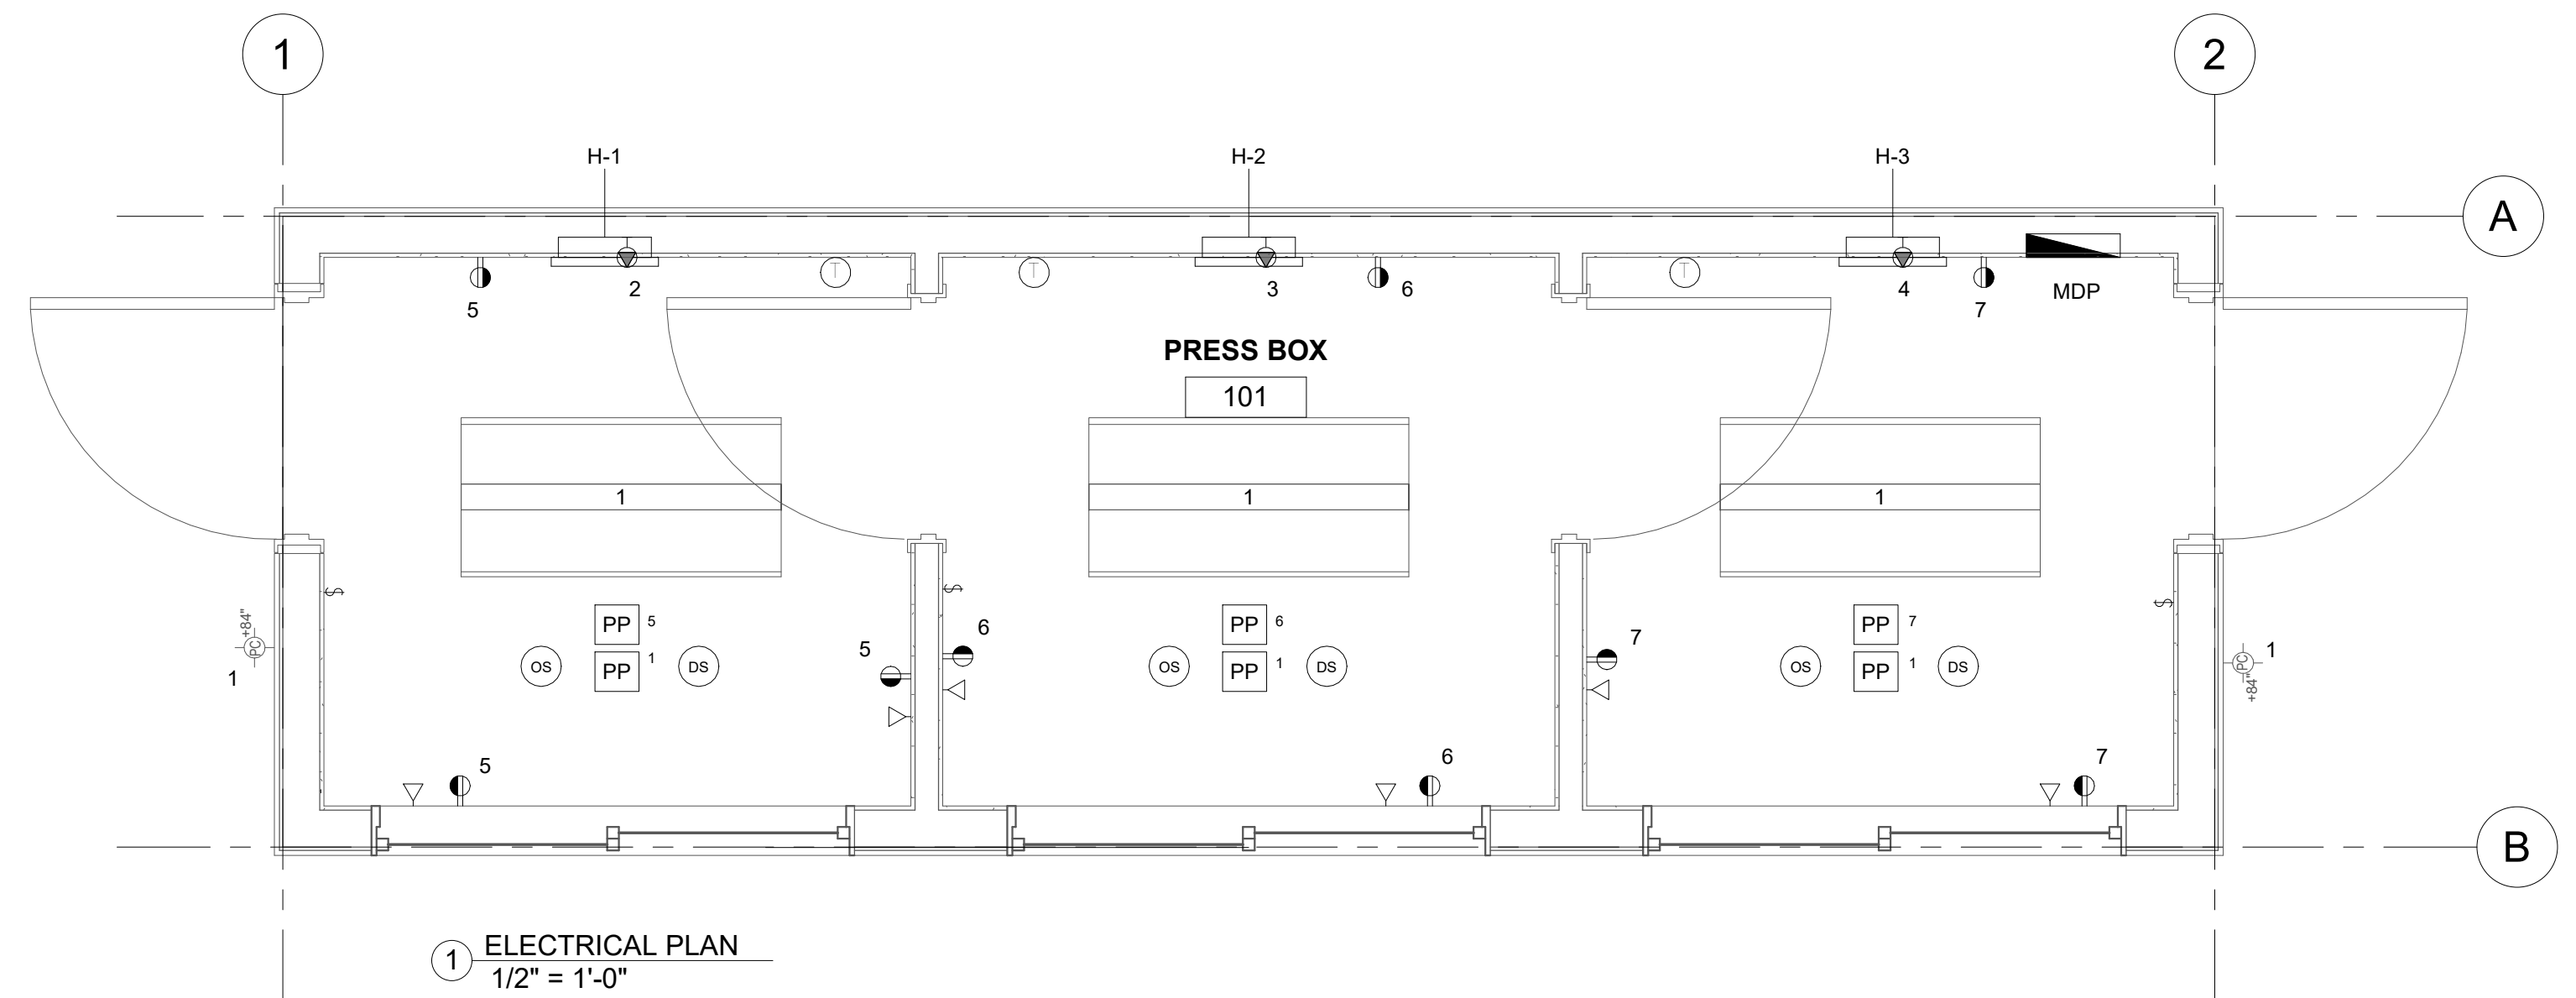 1
2
H-1
H-2
H-3
A
T
T
T
5
2
3
6
4
7
MDP
PRESS BOX
101
1
1
1
$
$
$
+84"
PC
1
PP 5
PP 1
OS
DS
5
6
PP 6
PP 1
OS
DS
7
PP 7
PP 1
OS
DS
PC
1
+84"
5
6
7
B
1
ELECTRICAL PLAN
1/2" = 1'-0"